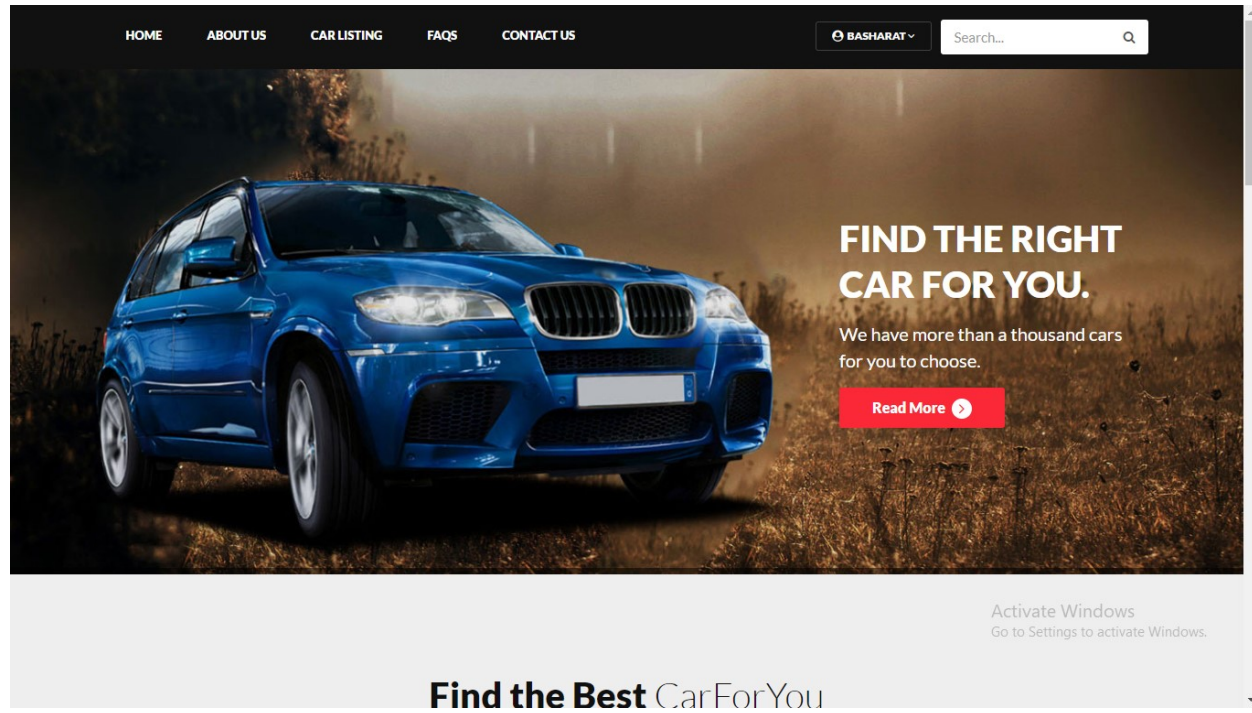 HOME ABOUT US CAR LISTING FAQS CONTACT US BASHARAT Search...
FIND THE RIGHT
CAR FOR YOU.
We have more than a thousand cars
for you to choose.
Read More
Activate Windows
Go to Settings to activate Windows.
Find the Best CarForYou